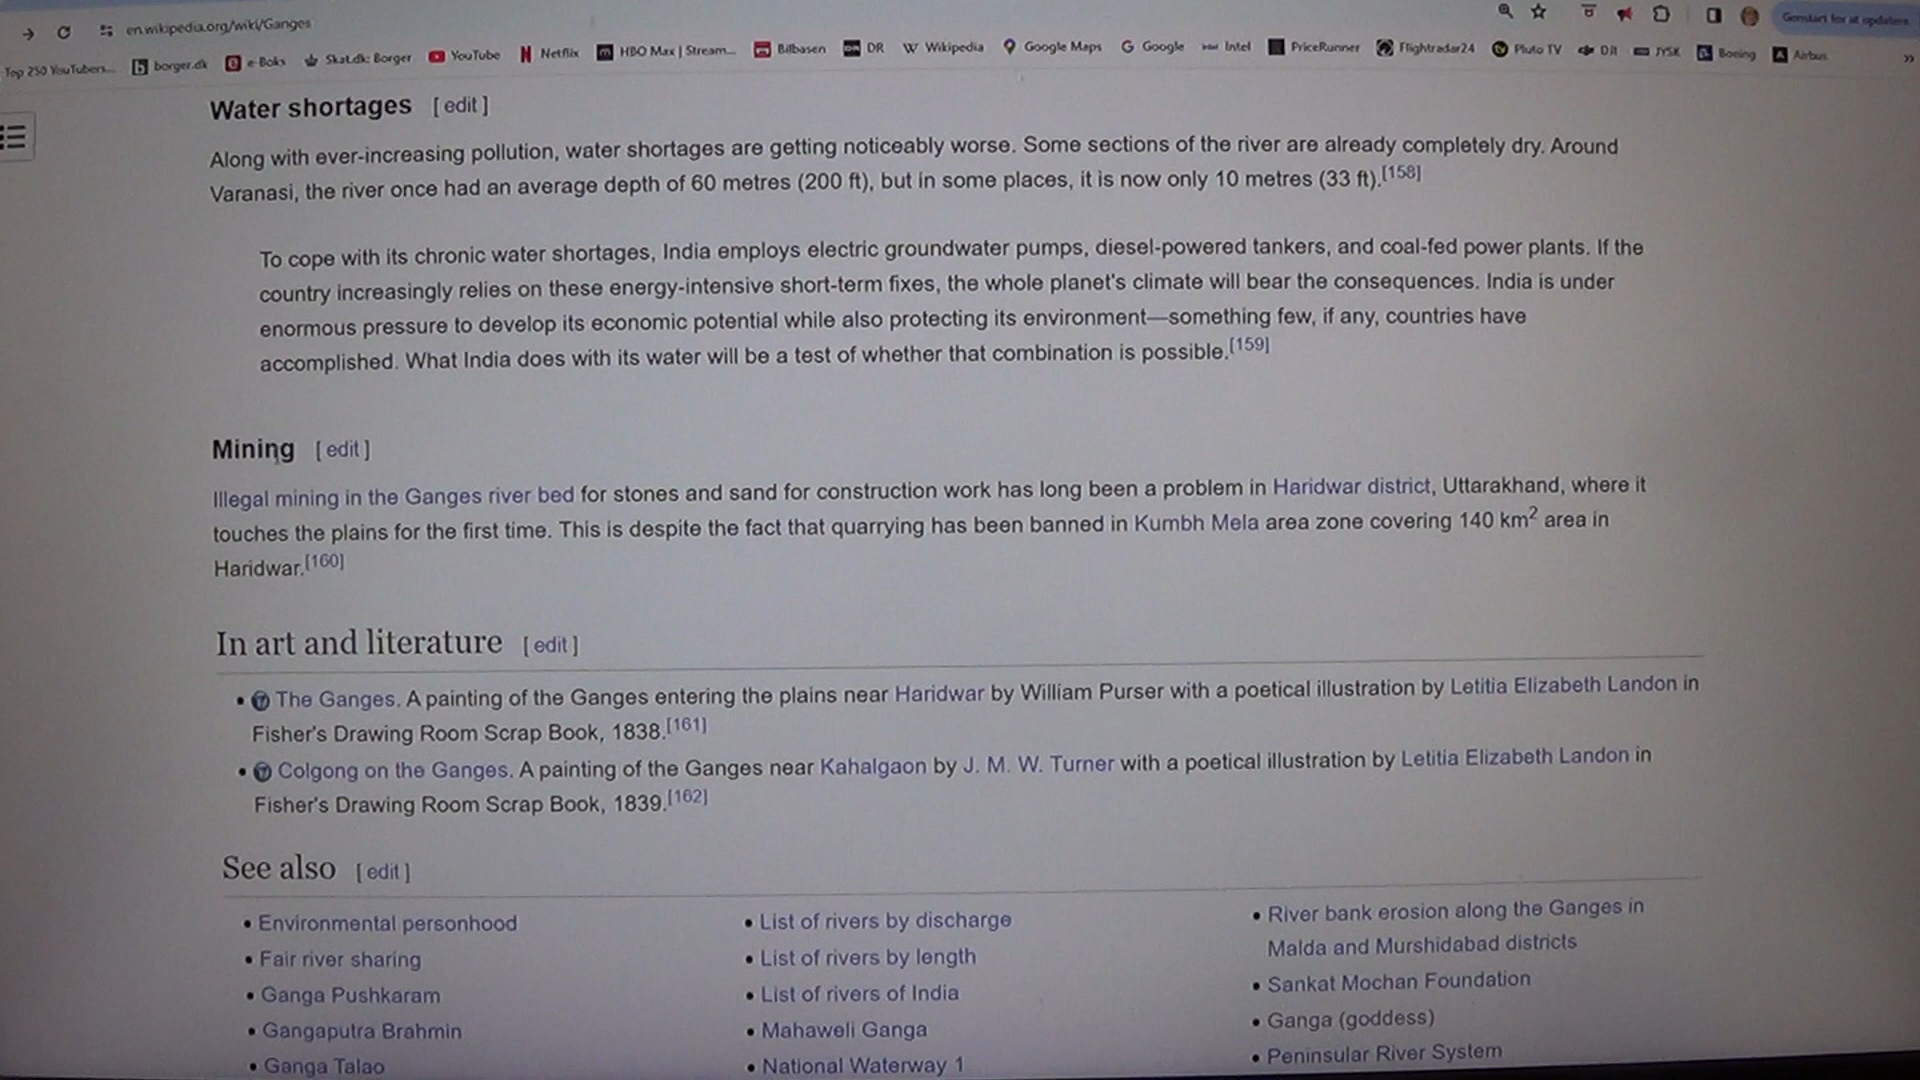 en.wikipedia.org/wiki/Ganges
Genstart for at opdatere
Top 250 YouTubers... borger.dk e-Boks Skat.dk: Borger YouTube Netflix HBO Max | Stream... Bilbasen DR Wikipedia Google Maps Google Intel PriceRunner Flightradar24 Pluto TV DJI JYSK Boeing Airbus »
Water shortages [ edit ]
Along with ever-increasing pollution, water shortages are getting noticeably worse. Some sections of the river are already completely dry. Around
Varanasi, the river once had an average depth of 60 metres (200 ft), but in some places, it is now only 10 metres (33 ft).[158]
To cope with its chronic water shortages, India employs electric groundwater pumps, diesel-powered tankers, and coal-fed power plants. If the
country increasingly relies on these energy-intensive short-term fixes, the whole planet's climate will bear the consequences. India is under
enormous pressure to develop its economic potential while also protecting its environment—something few, if any, countries have
accomplished. What India does with its water will be a test of whether that combination is possible.[159]
Mining [ edit ]
Illegal mining in the Ganges river bed for stones and sand for construction work has long been a problem in Haridwar district, Uttarakhand, where it
touches the plains for the first time. This is despite the fact that quarrying has been banned in Kumbh Mela area zone covering 140 km² area in
Haridwar.[160]
In art and literature [ edit ]
• The Ganges. A painting of the Ganges entering the plains near Haridwar by William Purser with a poetical illustration by Letitia Elizabeth Landon in
Fisher's Drawing Room Scrap Book, 1838.[161]
• Colgong on the Ganges. A painting of the Ganges near Kahalgaon by J. M. W. Turner with a poetical illustration by Letitia Elizabeth Landon in
Fisher's Drawing Room Scrap Book, 1839.[162]
See also [ edit ]
• Environmental personhood
• Fair river sharing
• Ganga Pushkaram
• Gangaputra Brahmin
• Ganga Talao
• List of rivers by discharge
• List of rivers by length
• List of rivers of India
• Mahaweli Ganga
• National Waterway 1
• River bank erosion along the Ganges in
Malda and Murshidabad districts
• Sankat Mochan Foundation
• Ganga (goddess)
• Peninsular River System